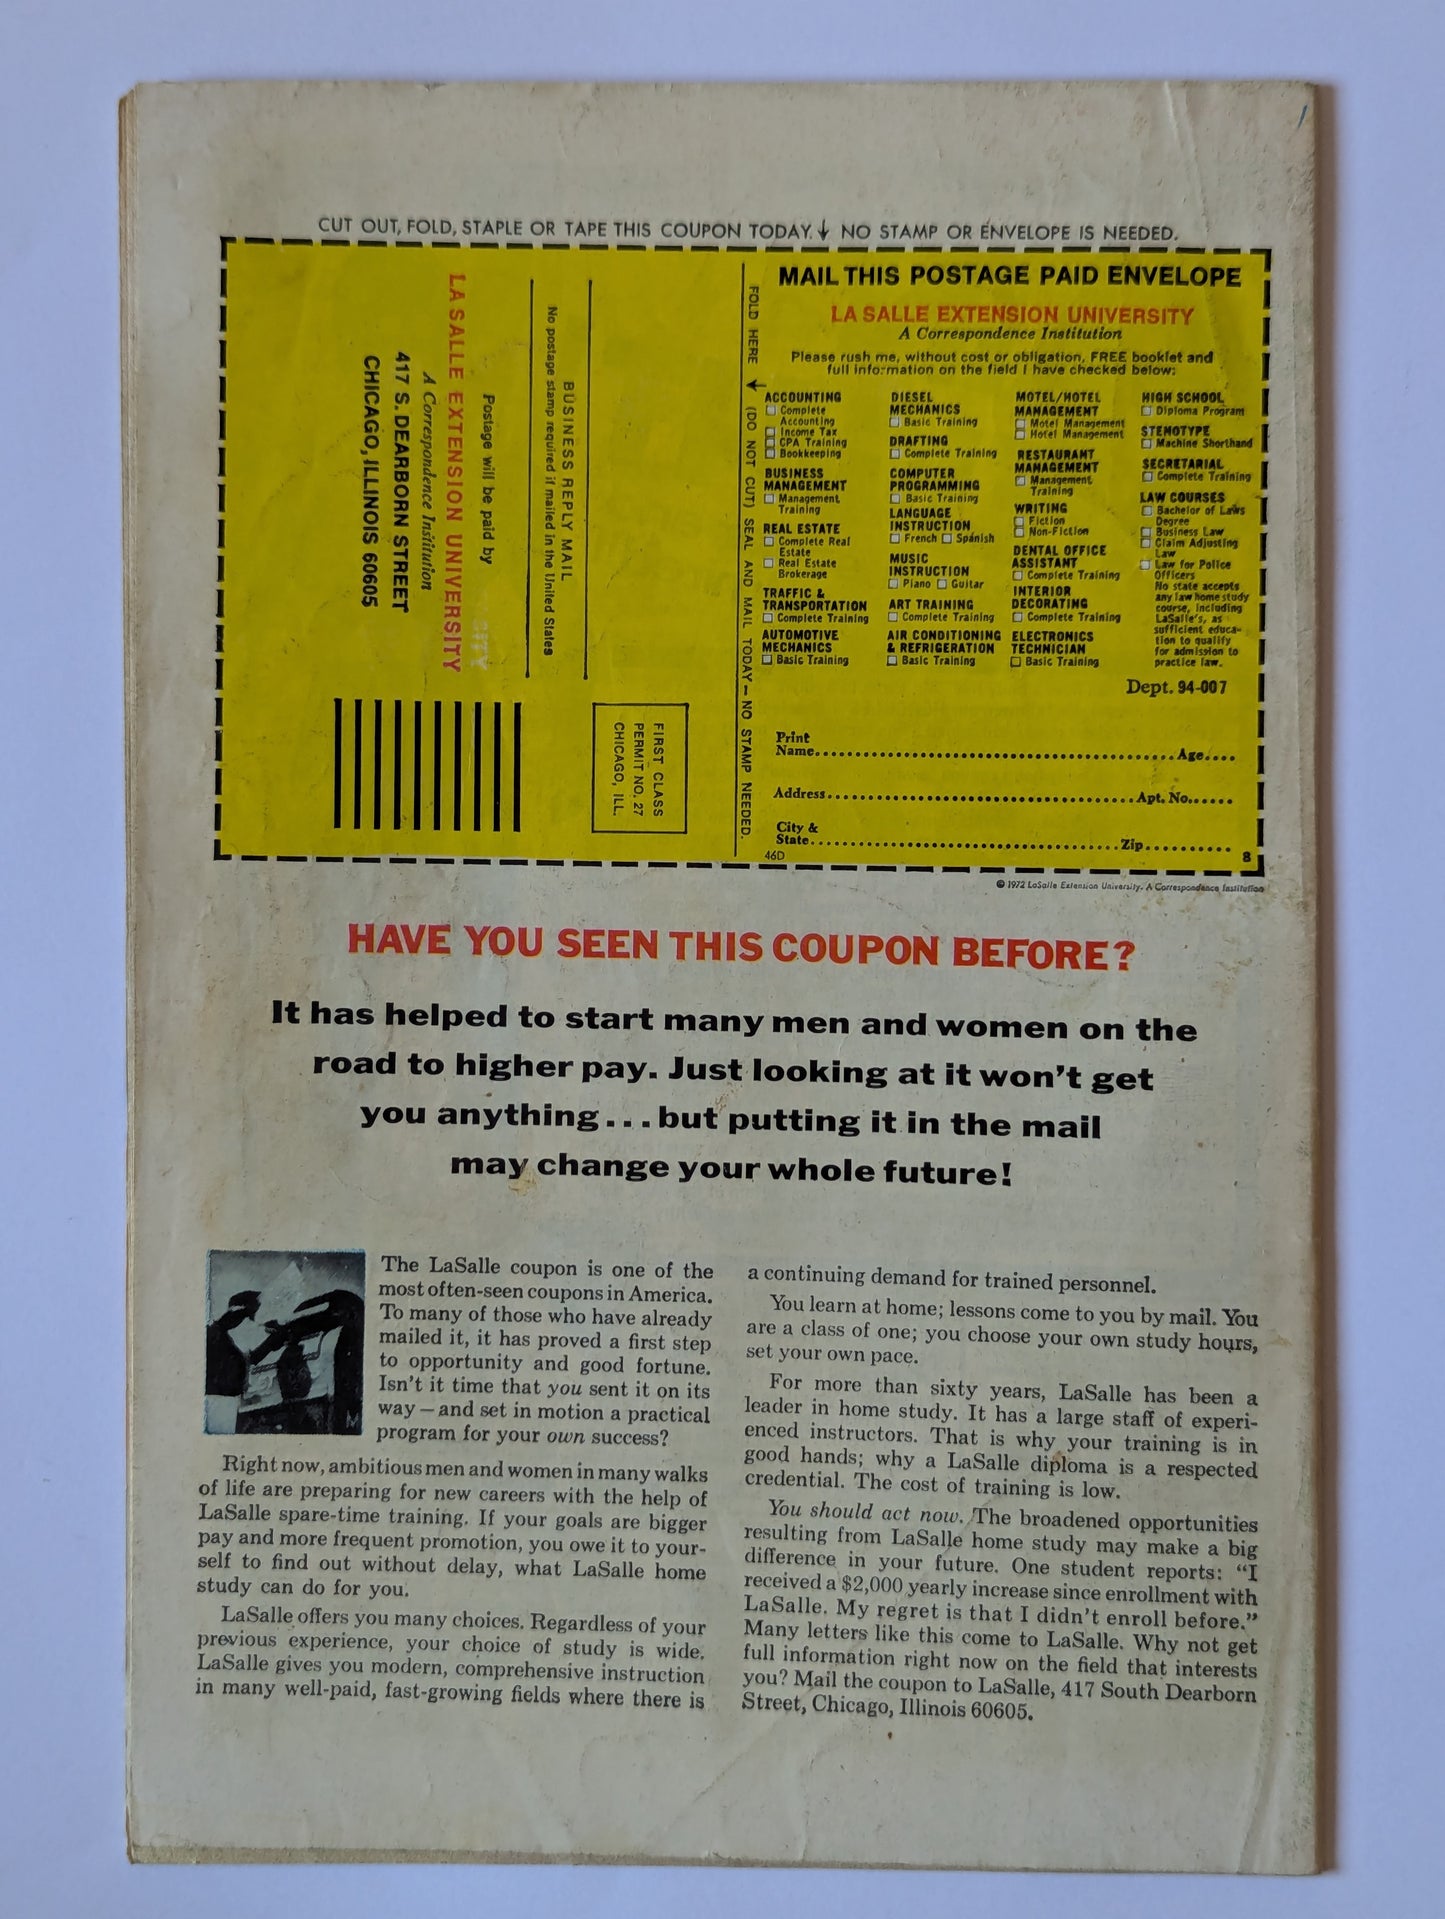 CUT OUT, FOLD, STAPLE OR TAPE THIS COUPON TODAY. ↓ NO STAMP OR ENVELOPE IS NEEDED.
FIRST CLASS
PERMIT NO. 27
CHICAGO, ILL.
BUSINESS REPLY MAIL
No postage stamp required if mailed in the United States
Postage will be paid by
LA SALLE EXTENSION UNIVERSITY
A Correspondence Institution
417 S. DEARBORN STREET
CHICAGO, ILLINOIS 60605
FOLD HERE → (DO NOT CUT) SEAL AND MAIL TODAY — NO STAMP NEEDED.
MAIL THIS POSTAGE PAID ENVELOPE
LA SALLE EXTENSION UNIVERSITY
A Correspondence Institution
Please rush me, without cost or obligation, FREE booklet and
full information on the field I have checked below:
ACCOUNTING
☐ Complete
Accounting
☐ Income Tax
☐ CPA Training
☐ Bookkeeping
BUSINESS
MANAGEMENT
☐ Management
Training
REAL ESTATE
☐ Complete Real
Estate
☐ Real Estate
Brokerage
TRAFFIC &
TRANSPORTATION
☐ Complete Training
AUTOMOTIVE
MECHANICS
☐ Basic Training
DIESEL
MECHANICS
☐ Basic Training
DRAFTING
☐ Complete Training
COMPUTER
PROGRAMMING
☐ Basic Training
LANGUAGE
INSTRUCTION
☐ French ☐ Spanish
MUSIC
INSTRUCTION
☐ Piano ☐ Guitar
ART TRAINING
☐ Complete Training
AIR CONDITIONING
& REFRIGERATION
☐ Basic Training
MOTEL/HOTEL
MANAGEMENT
☐ Motel Management
☐ Hotel Management
RESTAURANT
MANAGEMENT
☐ Management
Training
WRITING
☐ Fiction
☐ Non-Fiction
DENTAL OFFICE
ASSISTANT
☐ Complete Training
INTERIOR
DECORATING
☐ Complete Training
ELECTRONICS
TECHNICIAN
☐ Basic Training
HIGH SCHOOL
☐ Diploma Program
STENOTYPE
☐ Machine Shorthand
SECRETARIAL
☐ Complete Training
LAW COURSES
☐ Bachelor of Laws
Degree
☐ Business Law
☐ Claim Adjusting
Law
☐ Law for Police
Officers
No state accepts
any law home study
course, including
LaSalle's, as
sufficient educa-
tion to qualify
for admission to
practice law.
Dept. 94-007
Print
Name.......... Age....
Address.......... Apt. No......
City &
State.......... Zip..........
46D 8
© 1972 LaSalle Extension University. A Correspondence Institution
HAVE YOU SEEN THIS COUPON BEFORE?
It has helped to start many men and women on the
road to higher pay. Just looking at it won't get
you anything...but putting it in the mail
may change your whole future!
The LaSalle coupon is one of the
most often-seen coupons in America.
To many of those who have already
mailed it, it has proved a first step
to opportunity and good fortune.
Isn't it time that you sent it on its
way—and set in motion a practical
program for your own success?
Right now, ambitious men and women in many walks
of life are preparing for new careers with the help of
LaSalle spare-time training. If your goals are bigger
pay and more frequent promotion, you owe it to your-
self to find out without delay, what LaSalle home
study can do for you.
LaSalle offers you many choices. Regardless of your
previous experience, your choice of study is wide.
LaSalle gives you modern, comprehensive instruction
in many well-paid, fast-growing fields where there is
a continuing demand for trained personnel.
You learn at home; lessons come to you by mail. You
are a class of one; you choose your own study hours,
set your own pace.
For more than sixty years, LaSalle has been a
leader in home study. It has a large staff of experi-
enced instructors. That is why your training is in
good hands; why a LaSalle diploma is a respected
credential. The cost of training is low.
You should act now. The broadened opportunities
resulting from LaSalle home study may make a big
difference in your future. One student reports: "I
received a $2,000 yearly increase since enrollment with
LaSalle. My regret is that I didn't enroll before."
Many letters like this come to LaSalle. Why not get
full information right now on the field that interests
you? Mail the coupon to LaSalle, 417 South Dearborn
Street, Chicago, Illinois 60605.